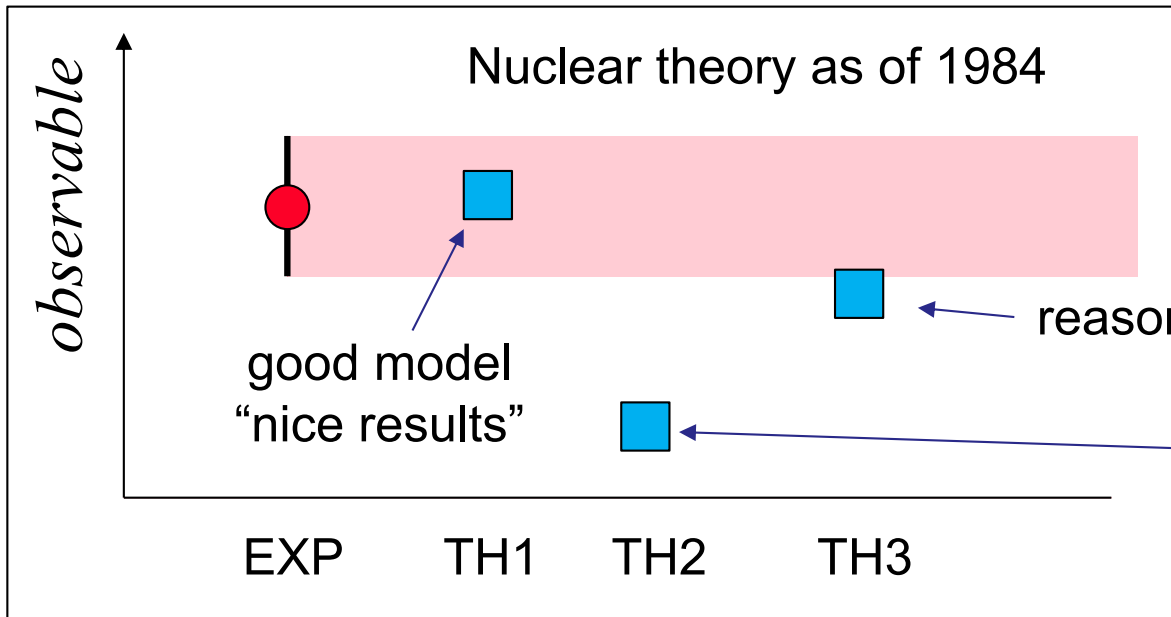 Nuclear theory as of 1984
observable
good model
“nice results”
EXP TH1 TH2 TH3